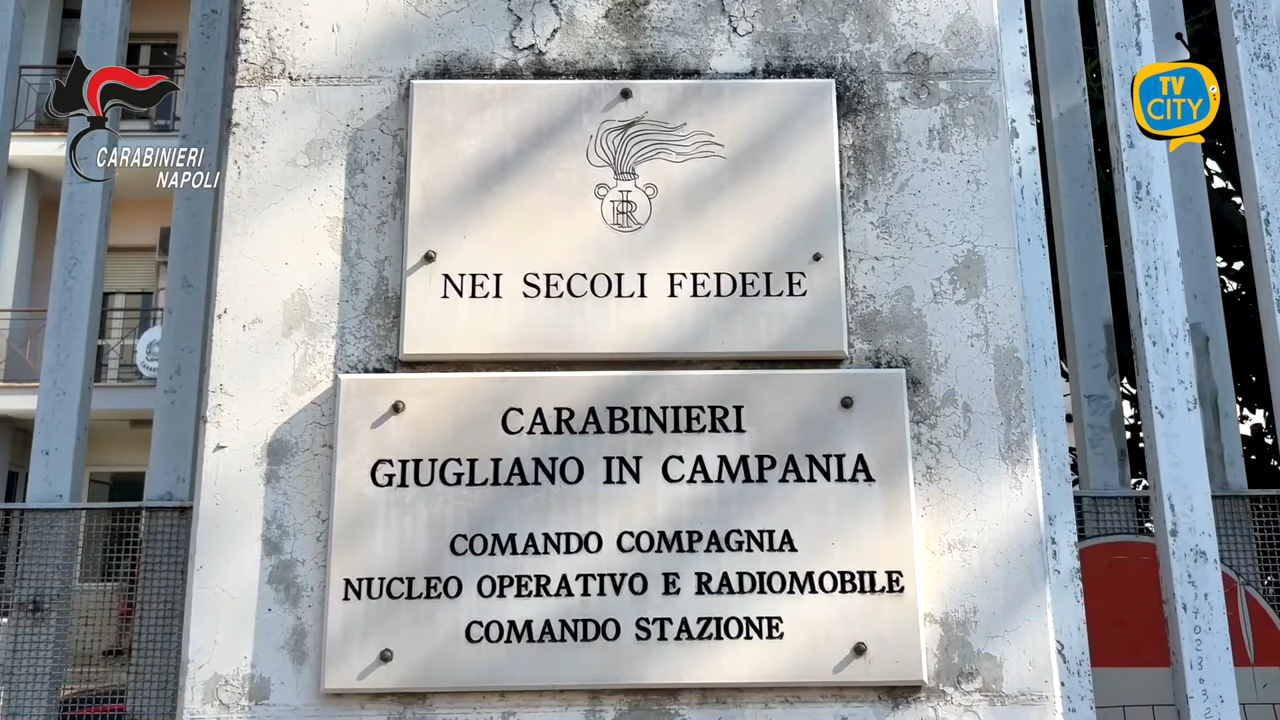 CARABINIERI
NAPOLI
TV
CITY
NEI SECOLI FEDELE
CARABINIERI
GIUGLIANO IN CAMPANIA
COMANDO COMPAGNIA
NUCLEO OPERATIVO E RADIOMOBILE
COMANDO STAZIONE